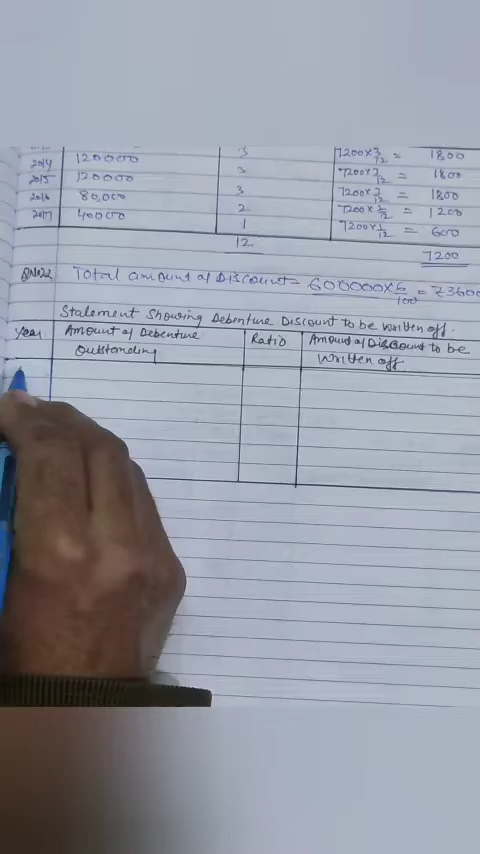 3 7200×3/12 = 1800
2014 120000 3 7200×3/12 = 1800
2015 120000 3 7200×3/12 = 1800
2016 80,000 2 7200×2/12 = 1200
2017 40000 1 7200×1/12 = 600
12 7200
QNo22 Total amount of Discount = 600000×6/100 = ₹3600
Statement Showing Debenture Discount to be written off.
Year Amount of Debenture Outstanding Ratio Amount of Discount to be Written off